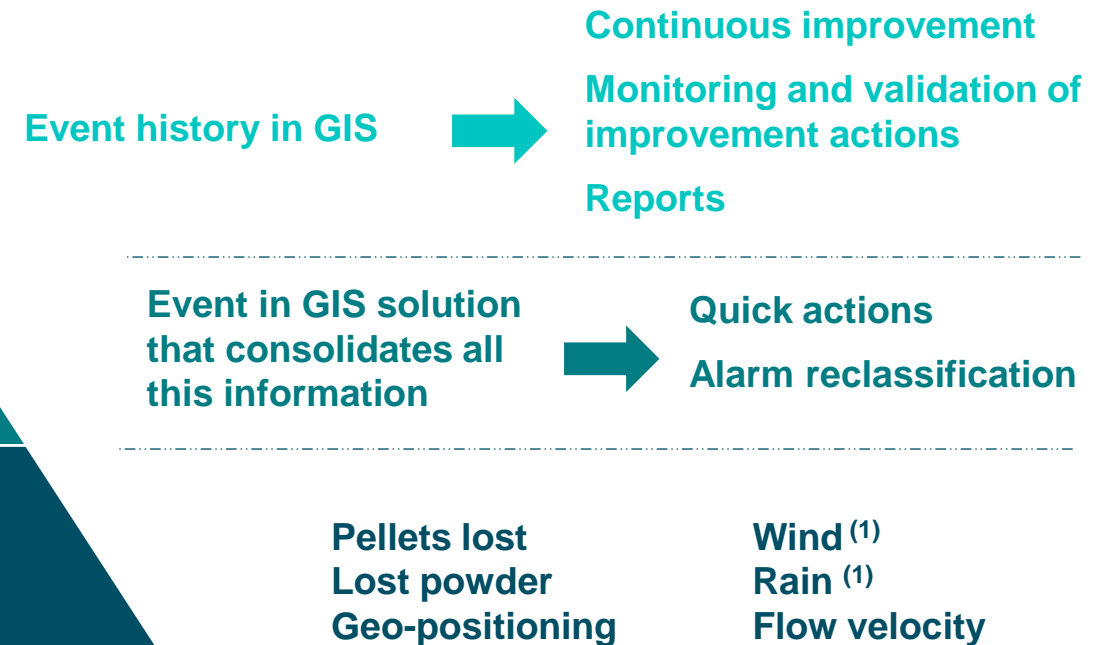 Continuous improvement
Event history in GIS
Monitoring and validation of
improvement actions
Reports
Event in GIS solution
that consolidates all
this information
Quick actions
Alarm reclassification
Pellets lost
Lost powder
Geo-positioning
Wind (1)
Rain (1)
Flow velocity